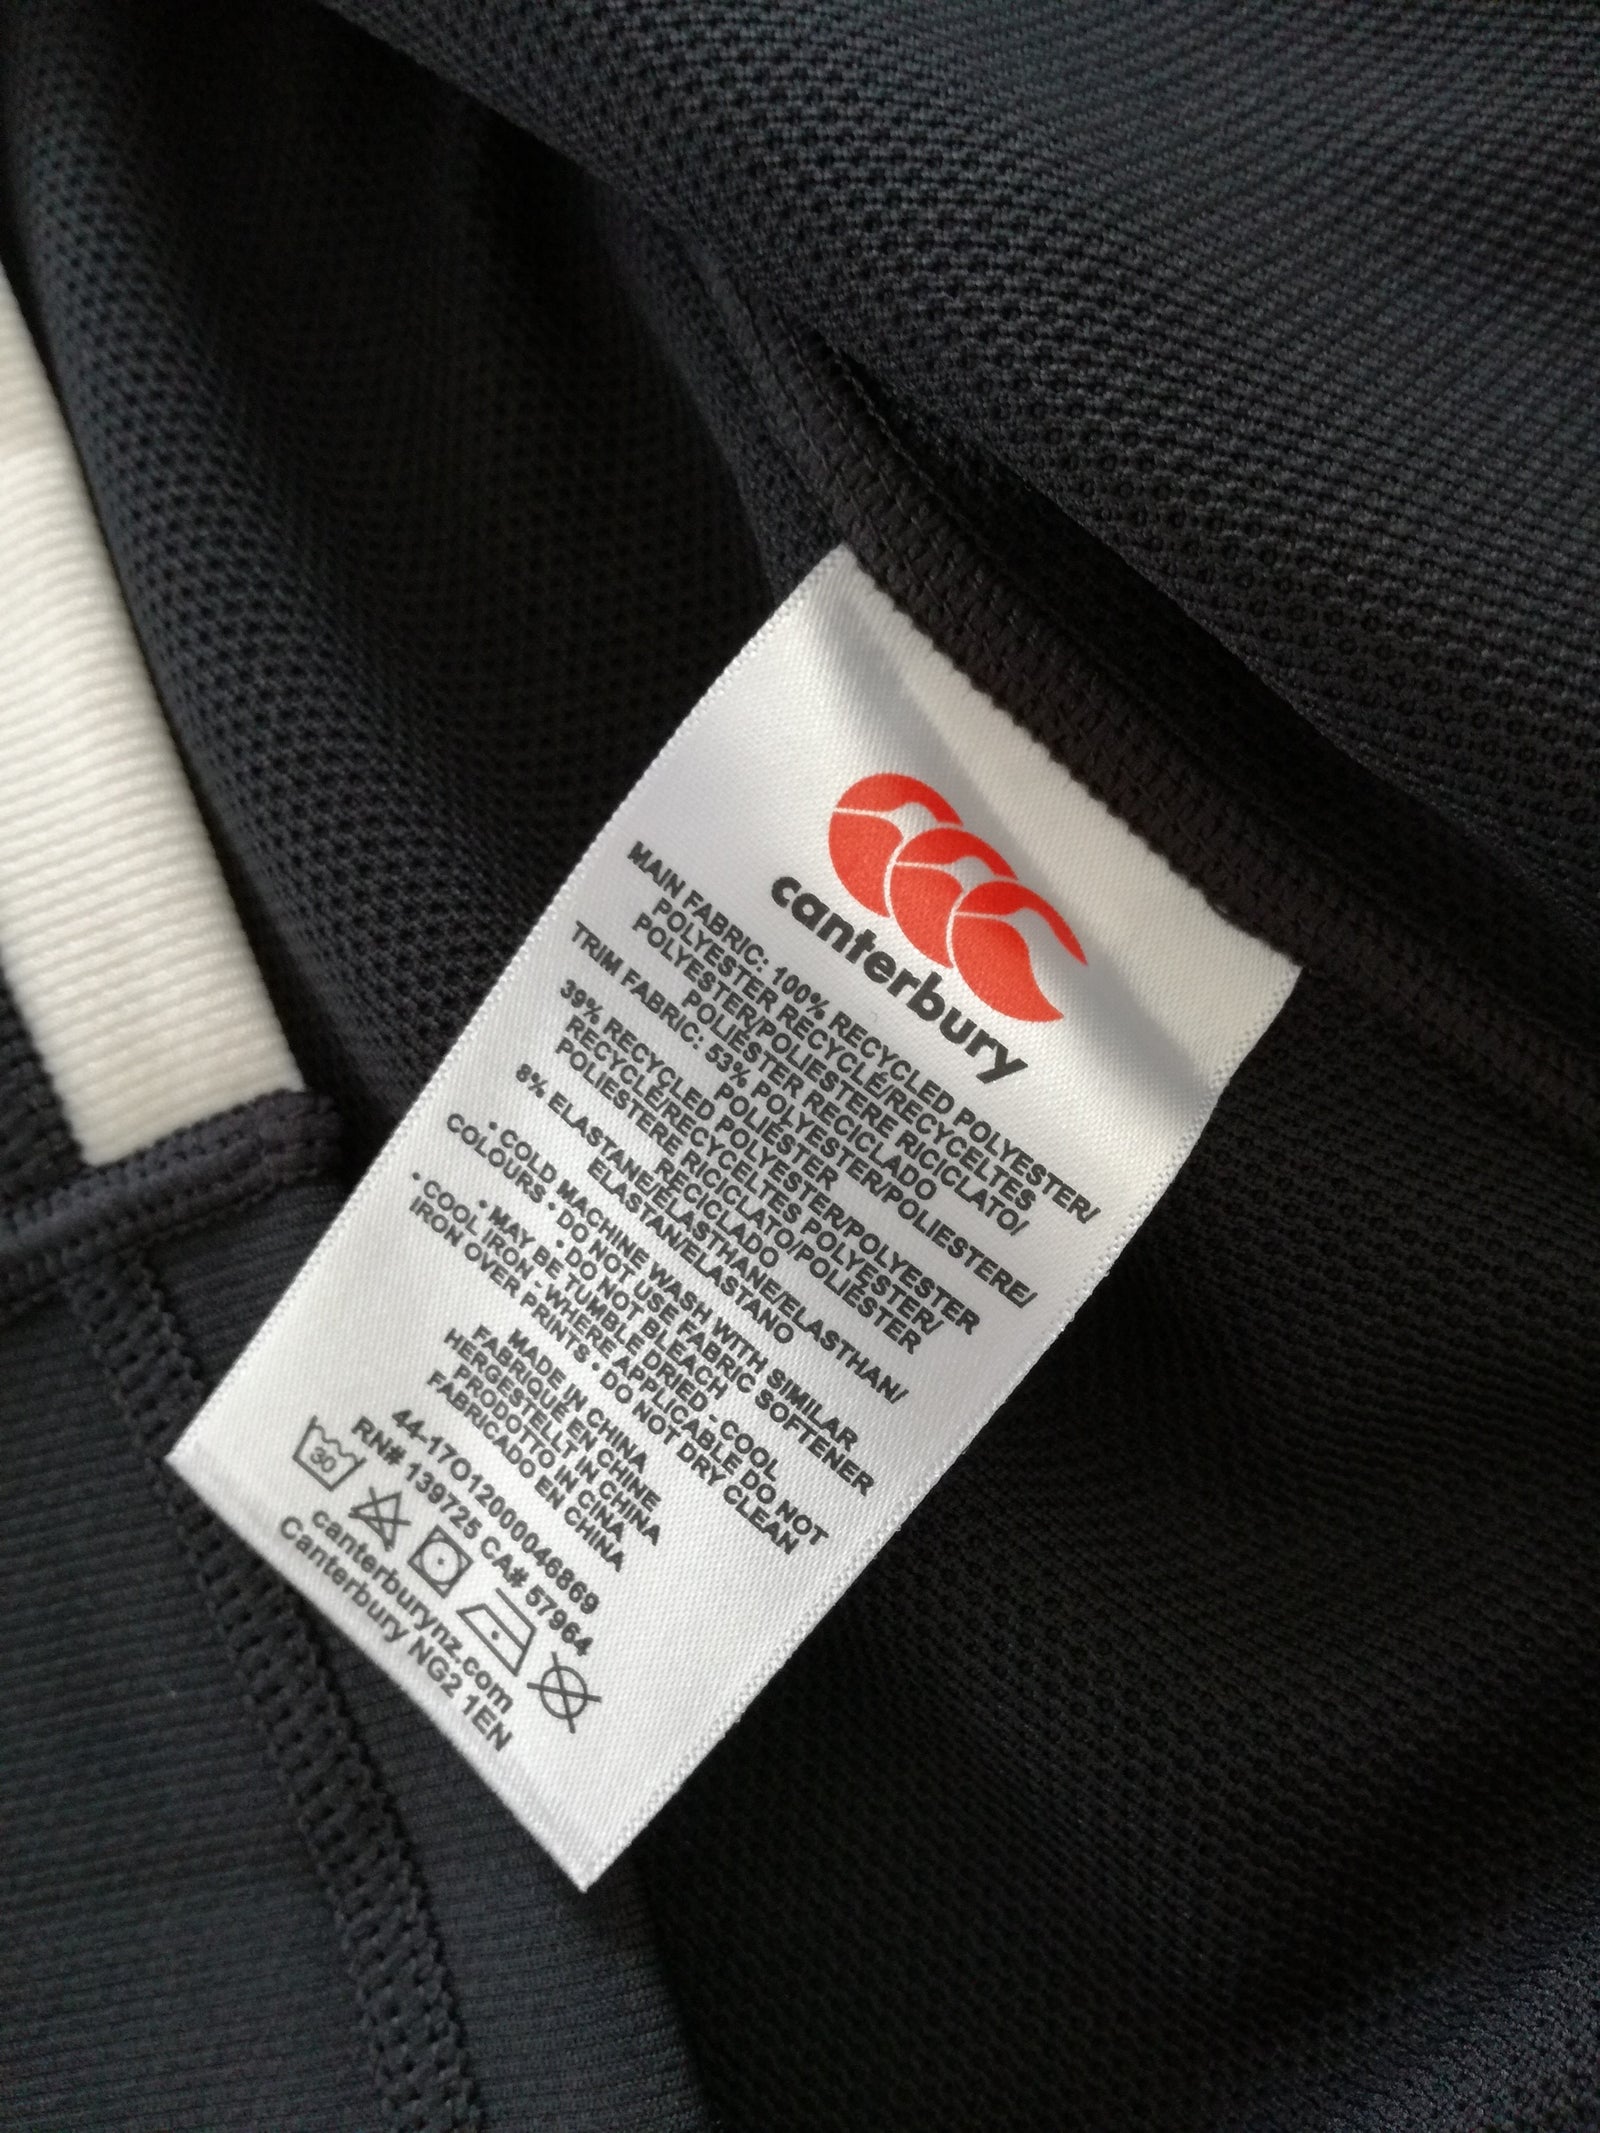 canterbury
MAIN FABRIC: 100% RECYCLED POLYESTER/
POLYESTER RECYCLÉ/RECYCELTES
POLYESTER/POLIESTERE RICICLATO/
POLIÉSTER RECICLADO
TRIM FABRIC: 53% POLYESTER/POLIESTERE/
POLIÉSTER
39% RECYCLED POLYESTER/POLYESTER
RECYCLÉ/RECYCELTES POLYESTER/
POLIESTERE RICICLATO/POLIÉSTER
RECICLADO
8% ELASTANE/ÉLASTHANE/ELASTHAN/
ELASTAN/ELASTANO
• COLD MACHINE WASH WITH SIMILAR
COLOURS • DO NOT USE FABRIC SOFTENER
• DO NOT BLEACH
• MAY BE TUMBLE DRIED - COOL
• COOL IRON - WHERE APPLICABLE DO NOT
IRON OVER PRINTS • DO NOT DRY CLEAN
MADE IN CHINA
FABRIQUÉ EN CHINE
HERGESTELLT IN CHINA
PRODOTTO IN CINA
FABRICADO EN CHINA
44-17O12000046869
RN# 139725 CA# 57964
30
canterburynz.com
Canterbury NG2 1EN